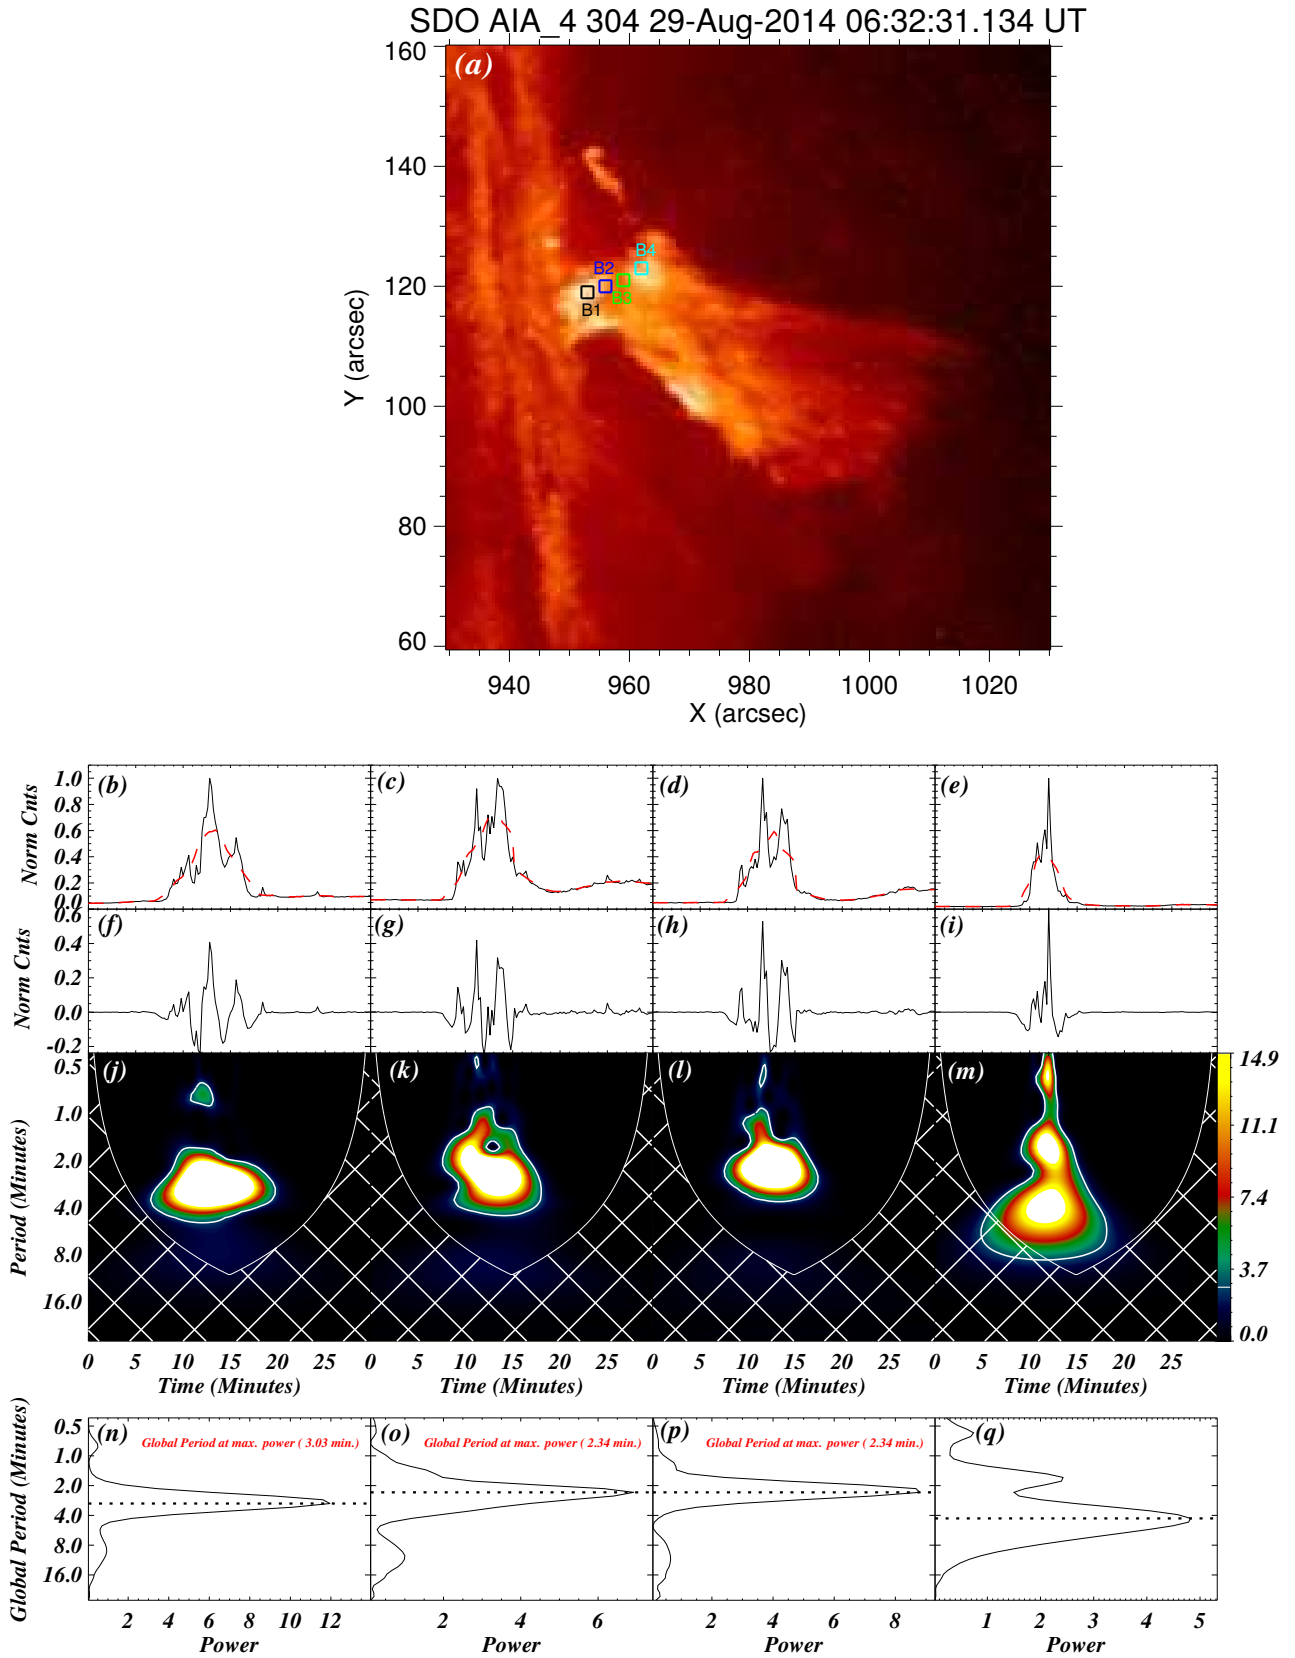 SDO AIA_4 304 29-Aug-2014 06:32:31.134 UT
(a)
160
140
120
100
80
60
Y (arcsec)
B4
B2
B3
B1
940 960 980 1000 1020
X (arcsec)
(b) (c) (d) (e)
1.0
0.8
0.6
0.4
0.2
0.0
Norm Cnts
(f) (g) (h) (i)
0.6
0.4
0.2
0.0
-0.2
Norm Cnts
(j) (k) (l) (m)
0.5
1.0
2.0
4.0
8.0
16.0
Period (Minutes)
14.9
11.1
7.4
3.7
0.0
0 5 10 15 20 25 0 5 10 15 20 25 0 5 10 15 20 25 0 5 10 15 20 25
Time (Minutes) Time (Minutes) Time (Minutes) Time (Minutes)
(n) (o) (p) (q)
Global Period at max. power ( 3.03 min.) Global Period at max. power ( 2.34 min.) Global Period at max. power ( 2.34 min.)
0.5
1.0
2.0
4.0
8.0
16.0
Global Period (Minutes)
2 4 6 8 10 12 2 4 6 2 4 6 8 1 2 3 4 5
Power Power Power Power